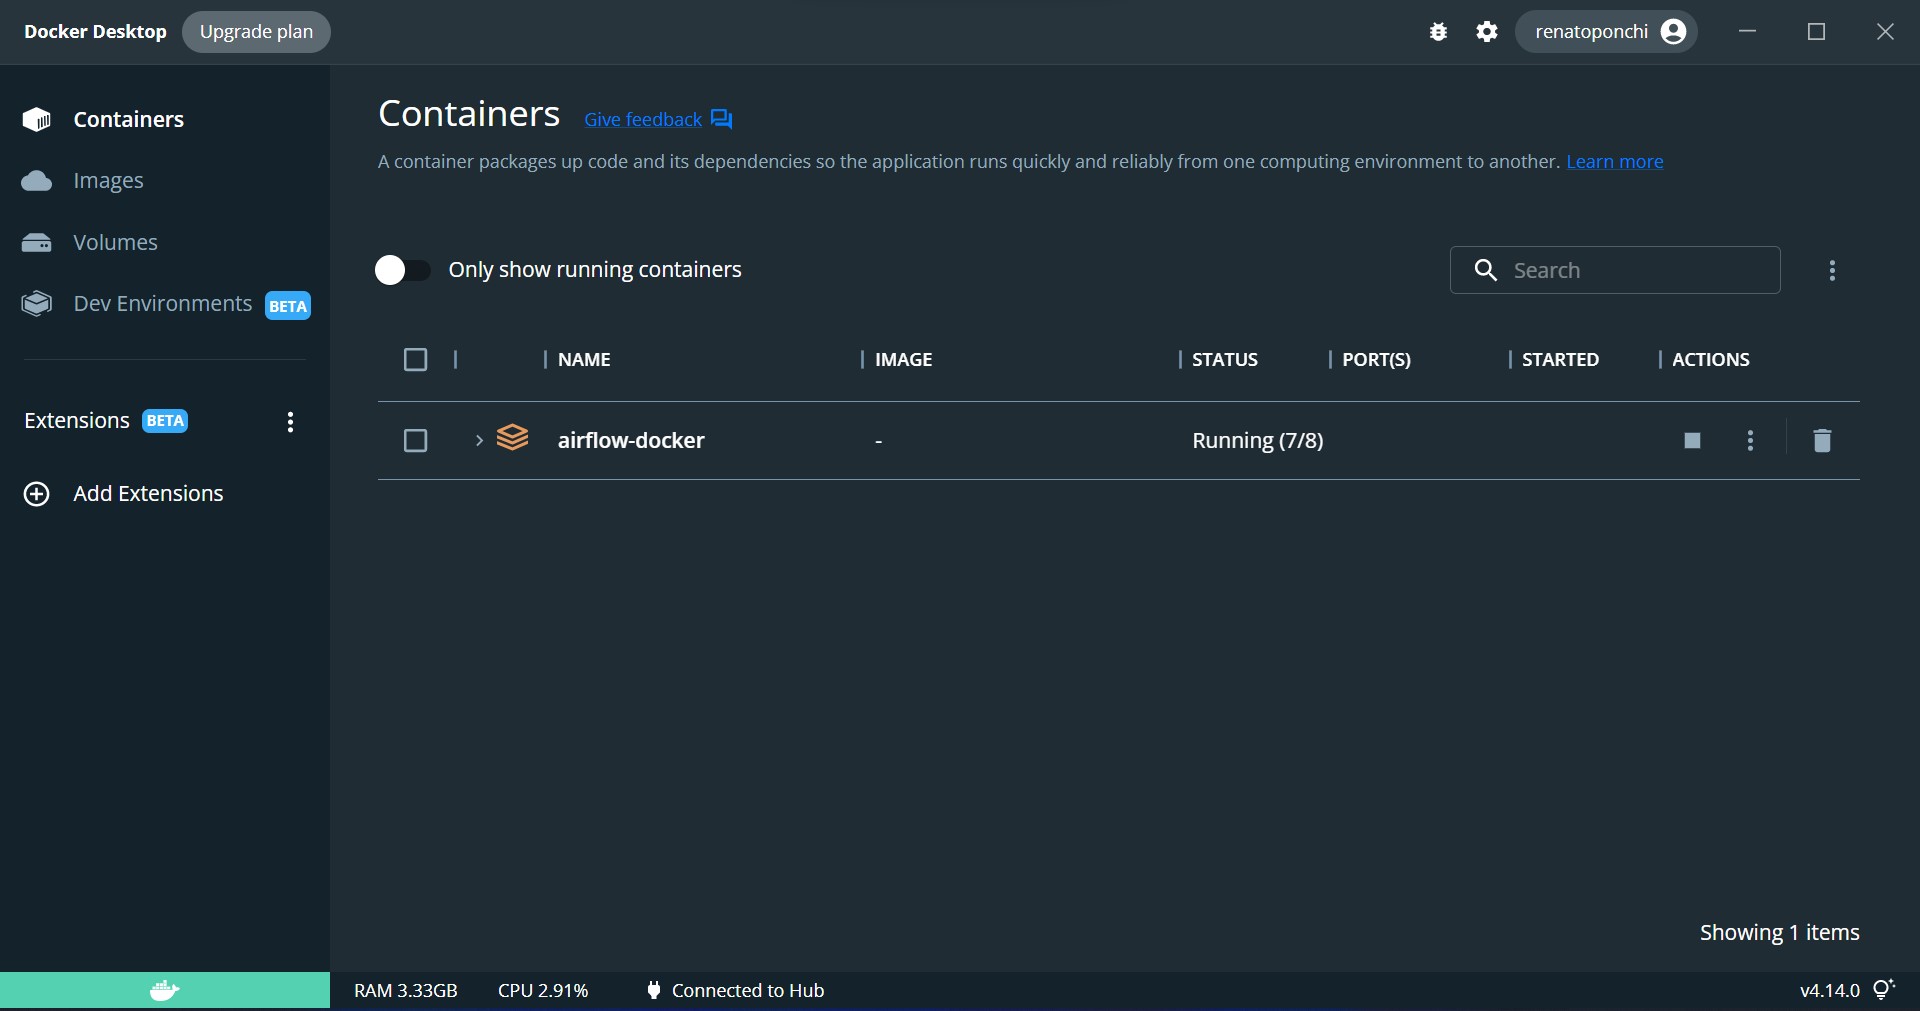 Docker Desktop Upgrade plan renatoponchi
Containers
Images
Volumes
Dev Environments BETA
Extensions BETA
Add Extensions
Containers Give feedback
A container packages up code and its dependencies so the application runs quickly and reliably from one computing environment to another. Learn more
Only show running containers Search
NAME IMAGE STATUS PORT(S) STARTED ACTIONS
airflow-docker - Running (7/8)
Showing 1 items
RAM 3.33GB CPU 2.91% Connected to Hub v4.14.0